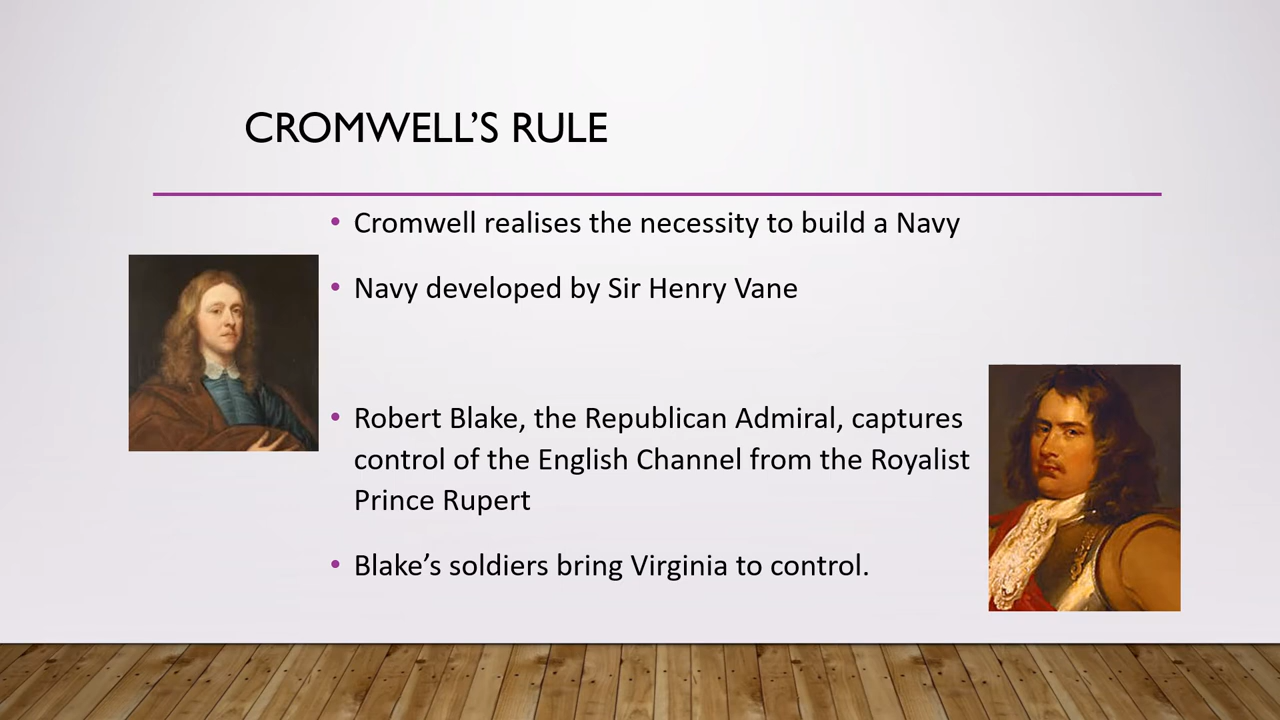 CROMWELL’S RULE
• Cromwell realises the necessity to build a Navy
• Navy developed by Sir Henry Vane
• Robert Blake, the Republican Admiral, captures
control of the English Channel from the Royalist
Prince Rupert
• Blake’s soldiers bring Virginia to control.